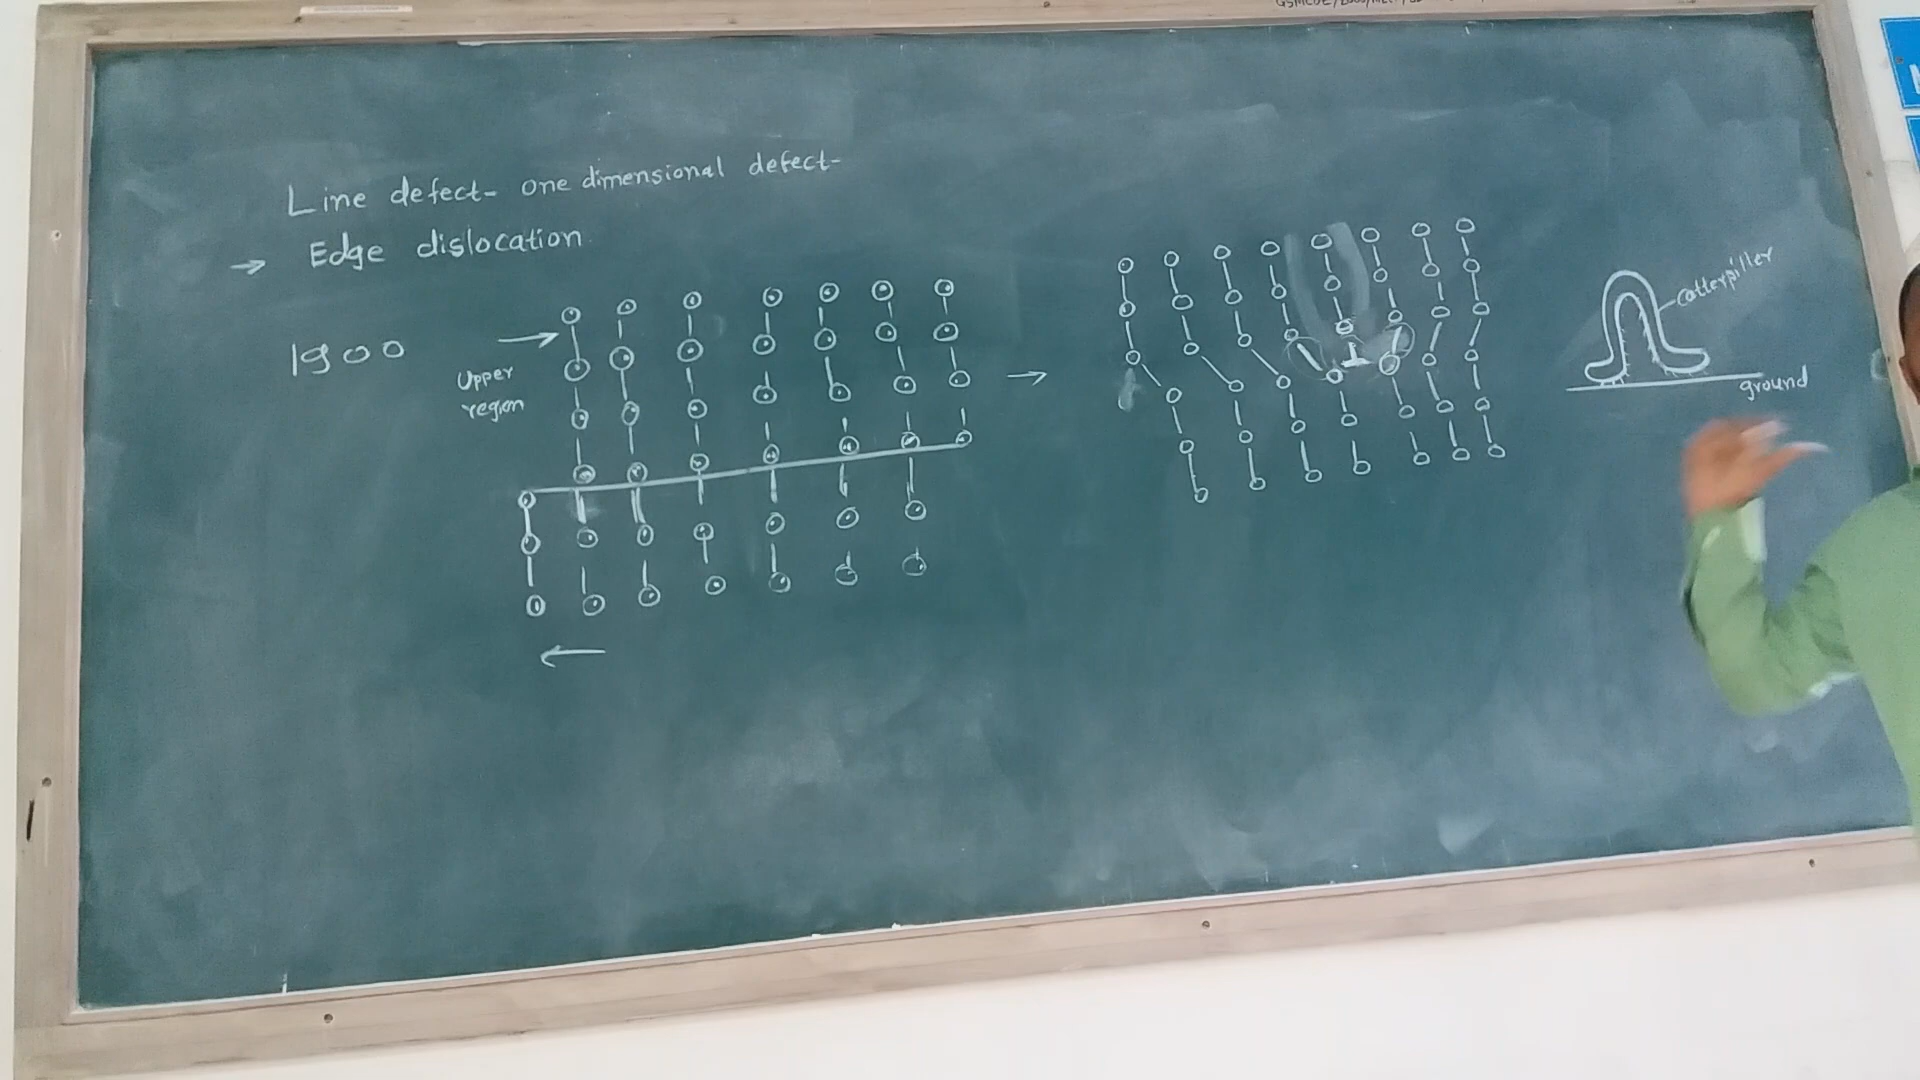 Line defect- one dimensional defect-
→ Edge dislocation
1900
Upper
region
catterpiller
ground